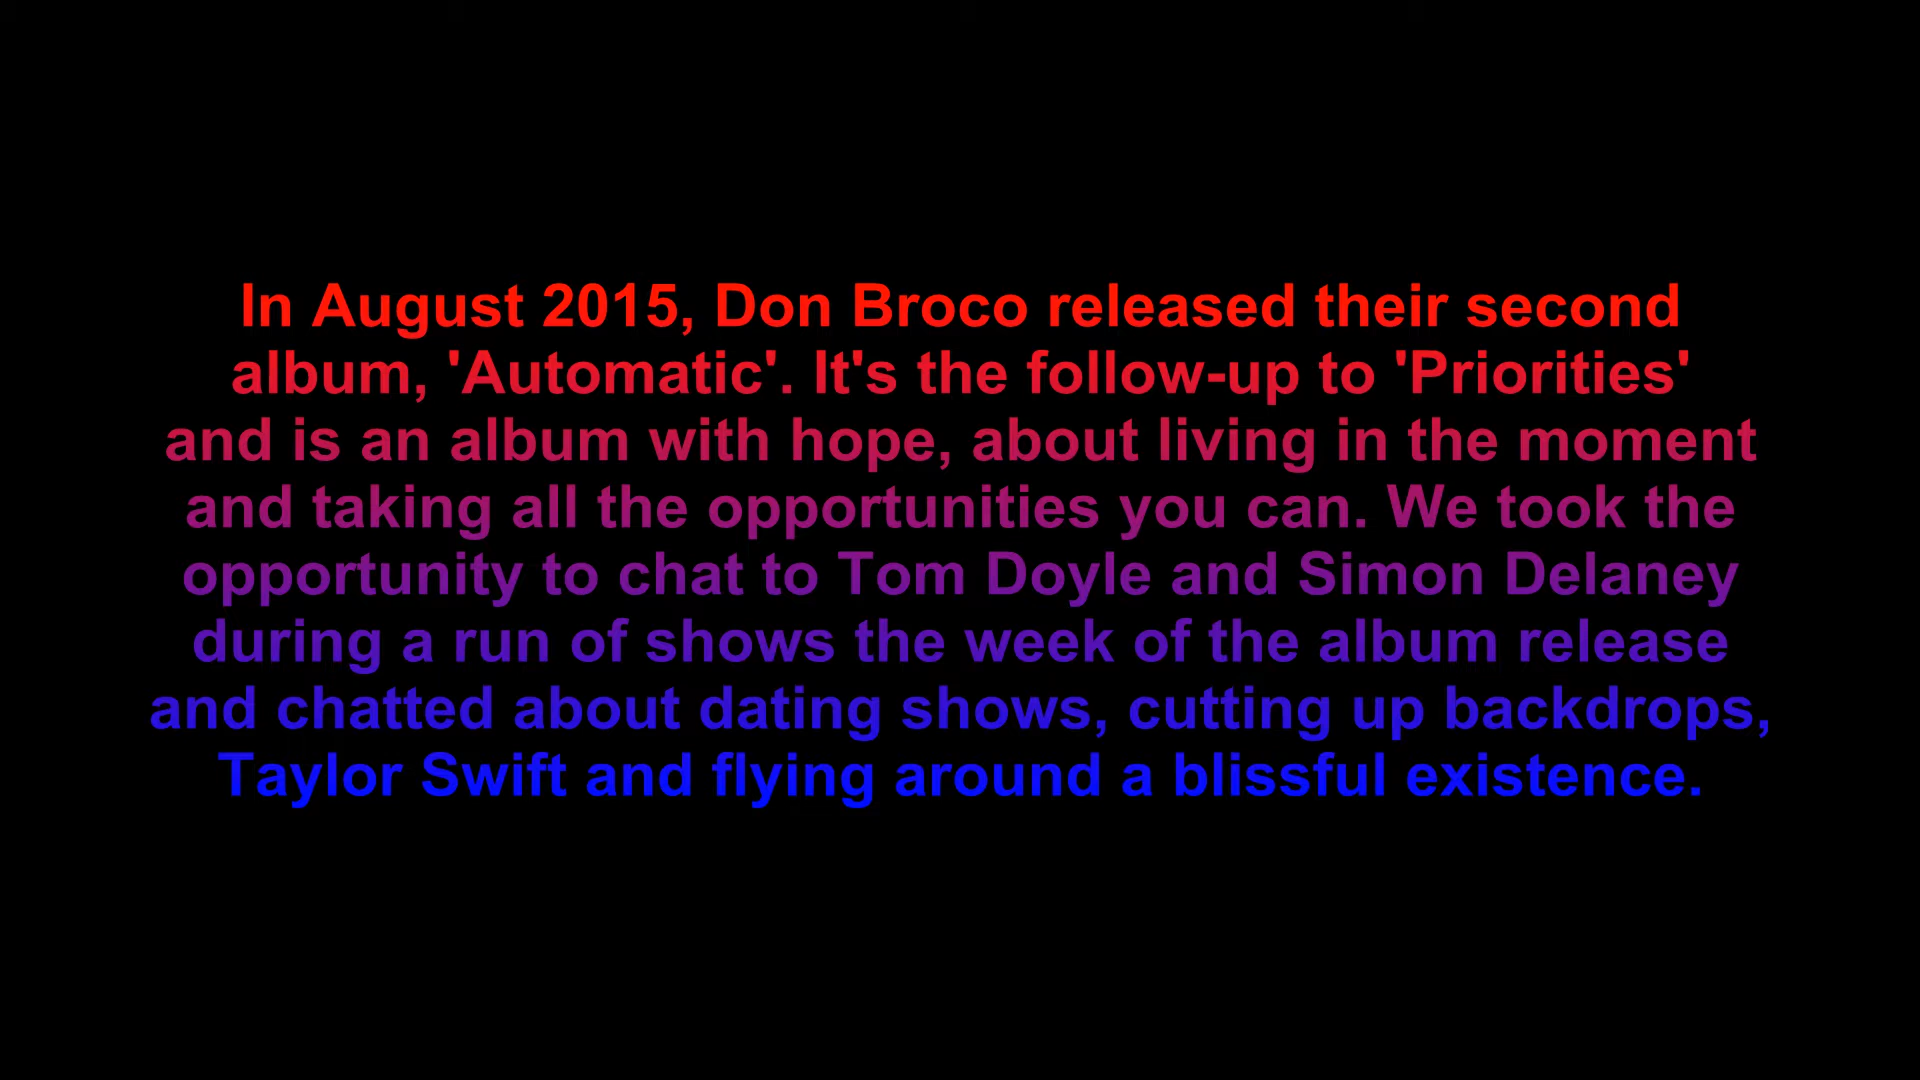 In August 2015, Don Broco released their second
album, 'Automatic'. It's the follow-up to 'Priorities'
and is an album with hope, about living in the moment
and taking all the opportunities you can. We took the
opportunity to chat to Tom Doyle and Simon Delaney
during a run of shows the week of the album release
and chatted about dating shows, cutting up backdrops,
Taylor Swift and flying around a blissful existence.